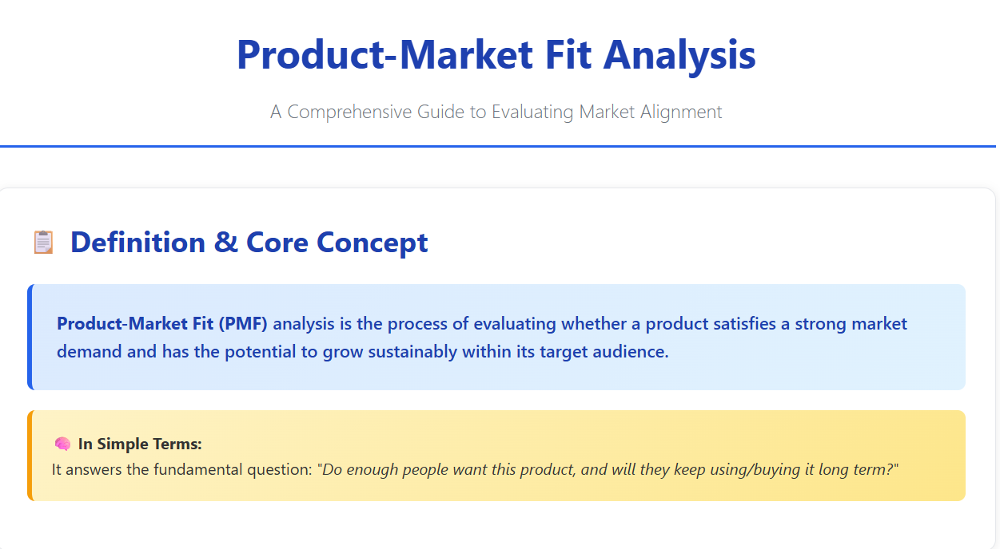 Product-Market Fit Analysis
A Comprehensive Guide to Evaluating Market Alignment
Definition & Core Concept
Product-Market Fit (PMF) analysis is the process of evaluating whether a product satisfies a strong market
demand and has the potential to grow sustainably within its target audience.
In Simple Terms:
It answers the fundamental question: "Do enough people want this product, and will they keep using/buying it long term?"